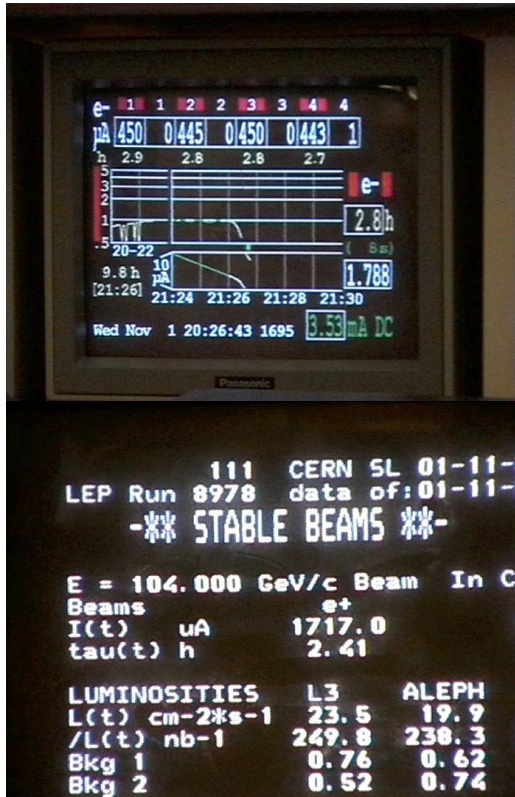 e- 1 1 2 2 3 3 4 4
µA 450 0 445 0 450 0 443 1
h 2.9 2.8 2.8 2.7
5
3
2
1
.5
e-
2.8 h
( 8s)
20-22
9.8 h
[21:26]
10
µA
1.788
21:24 21:26 21:28 21:30
Wed Nov 1 20:26:43 1695 3.53 mA DC
Panasonic
111 CERN SL 01-11-
LEP Run 8978 data of: 01-11-
-** STABLE BEAMS **-
E = 104.000 GeV/c Beam In C
Beams e+
I(t) uA 1717.0
tau(t) h 2.41
LUMINOSITIES L3 ALEPH
L(t) cm-2*s-1 23.5 19.9
/L(t) nb-1 249.8 238.3
Bkg 1 0.76 0.62
Bkg 2 0.52 0.74